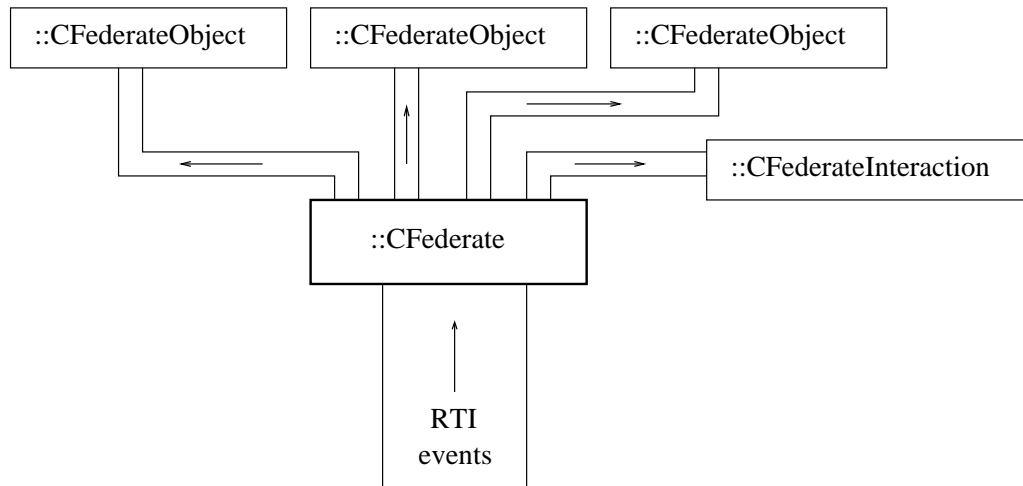 ::CFederateObject
::CFederateObject
::CFederateObject
::CFederateInteraction
::CFederate
RTI
events